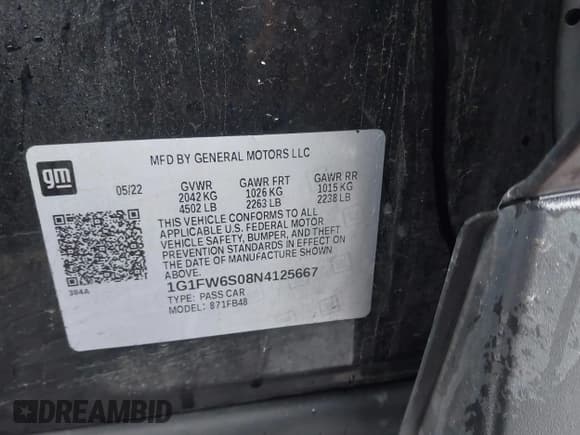 gm
MFD BY GENERAL MOTORS LLC
05/22 GVWR GAWR FRT GAWR RR
2042 KG 1026 KG 1015 KG
4502 LB 2263 LB 2238 LB
THIS VEHICLE CONFORMS TO ALL
APPLICABLE U.S. FEDERAL MOTOR
VEHICLE SAFETY, BUMPER, AND THEFT
PREVENTION STANDARDS IN EFFECT ON
THE DATE OF MANUFACTURE SHOWN
ABOVE.
384A
1G1FW6S08N4125667
TYPE: PASS CAR
MODEL: 871FB48
DREAMBID